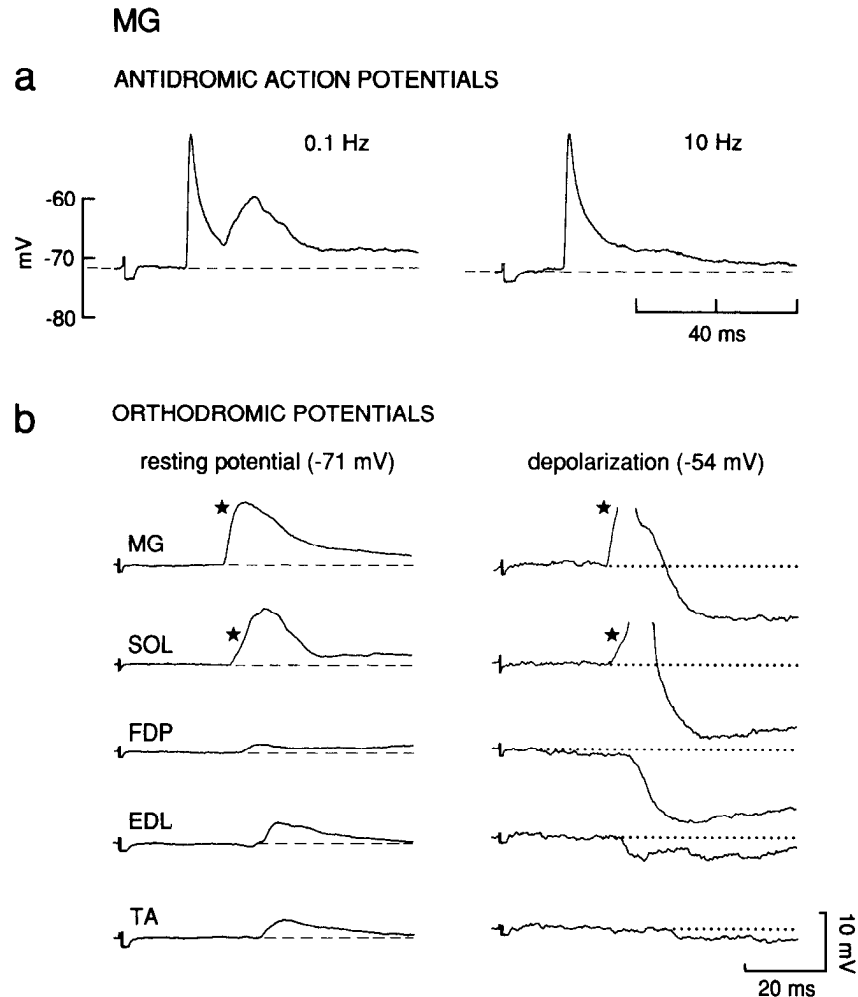 MG
a ANTIDROMIC ACTION POTENTIALS
0.1 Hz 10 Hz
-60
-70
-80
mV
40 ms
b ORTHODROMIC POTENTIALS
resting potential (-71 mV) depolarization (-54 mV)
MG
SOL
FDP
EDL
TA
10 mV
20 ms